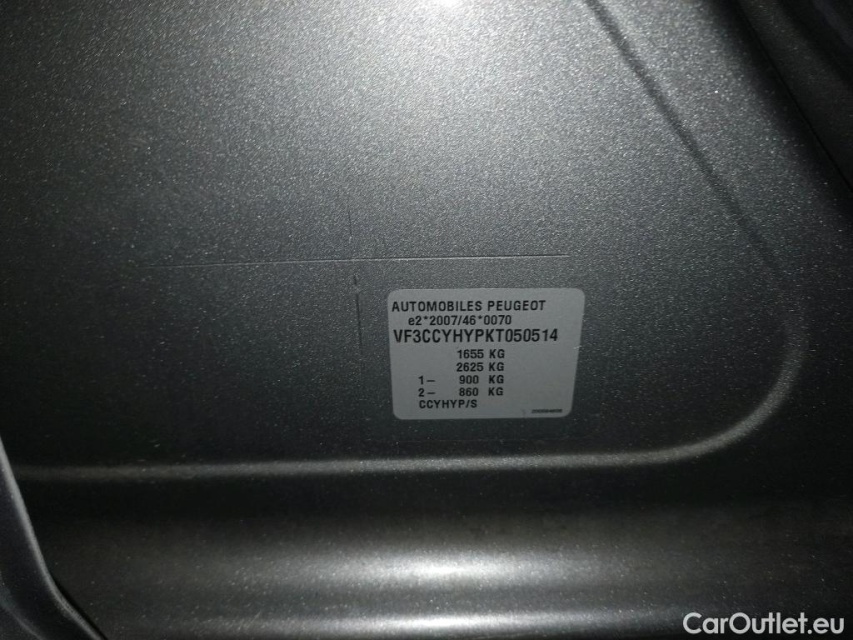 AUTOMOBILES PEUGEOT
e2*2007/46*0070
VF3CCYHYPKT050514
1655 KG
2625 KG
1- 900 KG
2- 860 KG
CCYHYP/S
CarOutlet.eu